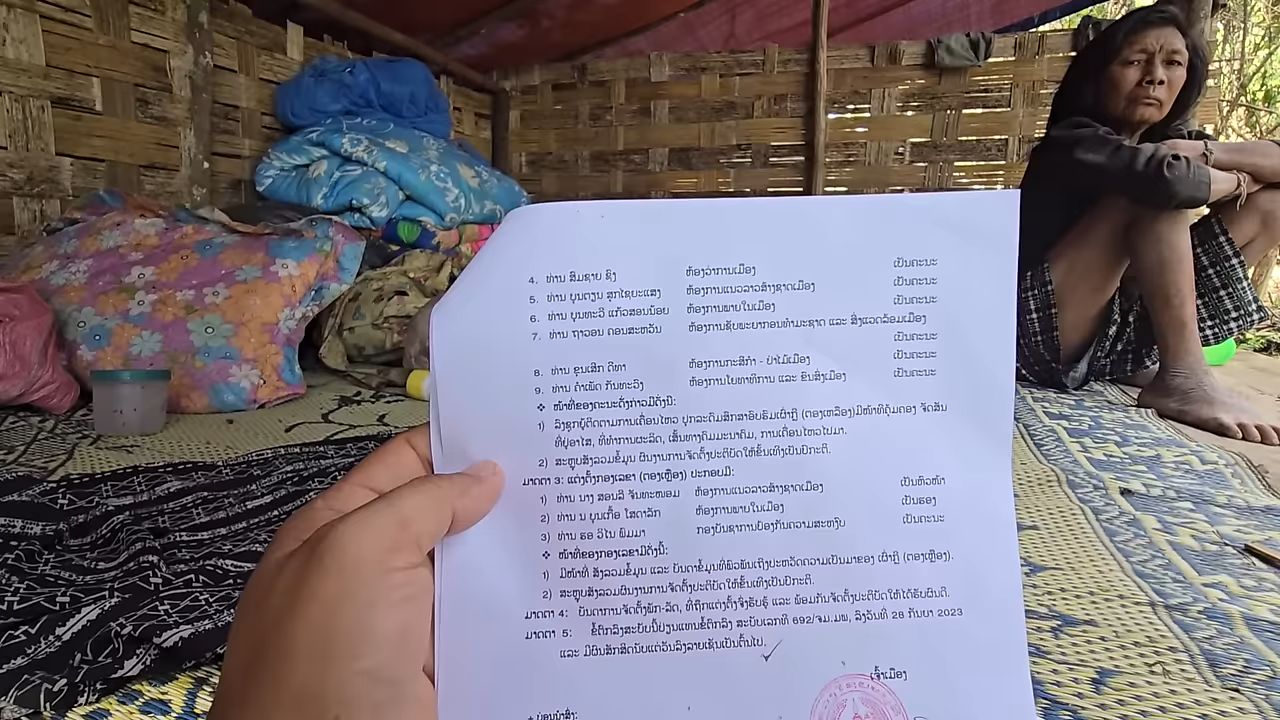 4. ທ່ານ ສົມຊາຍ ຊົງ ຫ້ອງວ່າການເມືອງ ເປັນຄະນະ
5. ທ່ານ ບຸນຕຽນ ສຸກໄຊຍະແສງ ຫ້ອງການແນວລາວສ້າງຊາດເມືອງ ເປັນຄະນະ
6. ທ່ານ ບຸນທະວີ ແກ້ວສອນນ້ອຍ ຫ້ອງການພາຍໃນເມືອງ ເປັນຄະນະ
7. ທ່ານ ຖາວອນ ຄອນສະຫວັນ ຫ້ອງການຊັບພະຍາກອນທຳມະຊາດ ແລະ ສິ່ງແວດລ້ອມເມືອງ
ເປັນຄະນະ
8. ທ່ານ ຂຸນເສິກ ດີທາ ຫ້ອງການກະສິກຳ - ປ່າໄມ້ເມືອງ ເປັນຄະນະ
9. ທ່ານ ຄຳເພັດ ກັນທະວົງ ຫ້ອງການໂຍທາທິການ ແລະ ຂົນສົ່ງເມືອງ ເປັນຄະນະ
❖ ໜ້າທີ່ຂອງຄະນະດັ່ງກ່າວມີດັ່ງນີ້:
1) ລົງຊຸກຍູ້ຕິດຕາມການເຄື່ອນໄຫວ ປຸກລະດົມສຶກສາອົບຮົມເຜົ່າກຼີ (ຕອງເຫລືອງ)ມີໜ້າທີ່ຄຸ້ມຄອງ ຈັດສັນ
ທີ່ຢູ່ອາໄສ, ທີ່ທຳການຜະລິດ, ເສັ້ນທາງຄົມມະນາຄົມ, ການເຄື່ອນໄຫວໄປມາ.
2) ສະຫຼຸບສັງລວມຂໍ້ມູນ ຜົນງານການຈັດຕັ້ງປະຕິບັດໃຫ້ຂັ້ນເທິງເປັນປົກກະຕິ.
ມາດຕາ 3: ແຕ່ງຕັ້ງກອງເລຂາ (ຕອງເຫຼືອງ) ປະກອບມີ:
1) ທ່ານ ນາງ ສອນລີ ຈັນທະໜອມ ຫ້ອງການແນວລາວສ້າງຊາດເມືອງ ເປັນຫົວໜ້າ
2) ທ່ານ ນ ບຸນເກື້ອ ໂສດາລັກ ຫ້ອງການພາຍໃນເມືອງ ເປັນຮອງ
3) ທ່ານ ຮອ ວິໄນ ພິມມາ ກອງບັນຊາການປ້ອງກັນຄວາມສະຫງົບ ເປັນຄະນະ
❖ ໜ້າທີ່ຂອງກອງເລຂາມີດັ່ງນີ້:
1) ມີໜ້າທີ່ ສັງລວມຂໍ້ມູນ ແລະ ບັນດາຂໍ້ມູນທີ່ພົວພັນເຖິງປະຫວັດຄວາມເປັນມາຂອງ ເຜົ່າກຼີ (ຕອງເຫຼືອງ).
2) ສະຫຼຸບສັງລວມຜົນງານການຈັດຕັ້ງປະຕິບັດໃຫ້ຂັ້ນເທິງເປັນປົກກະຕິ.
ມາດຕາ 4: ບັນດາການຈັດຕັ້ງພັກ-ລັດ, ທີ່ຖືກແຕ່ງຕັ້ງຈົ່ງຮັບຮູ້ ແລະ ພ້ອມກັນຈັດຕັ້ງປະຕິບັດໃຫ້ໄດ້ຮັບຜົນດີ.
ມາດຕາ 5: ຂໍ້ຕົກລົງສະບັບນີ້ປ່ຽນແທນຂໍ້ຕົກລົງ ສະບັບເລກທີ 692/ຈມ.ມພ, ລົງວັນທີ 28 ກັນຍາ 2023
ແລະ ມີຜົນສັກສິດນັບແຕ່ວັນລົງລາຍເຊັນເປັນຕົ້ນໄປ.
ເຈົ້າເມືອງ
+ ບ່ອນນຳສົ່ງ: